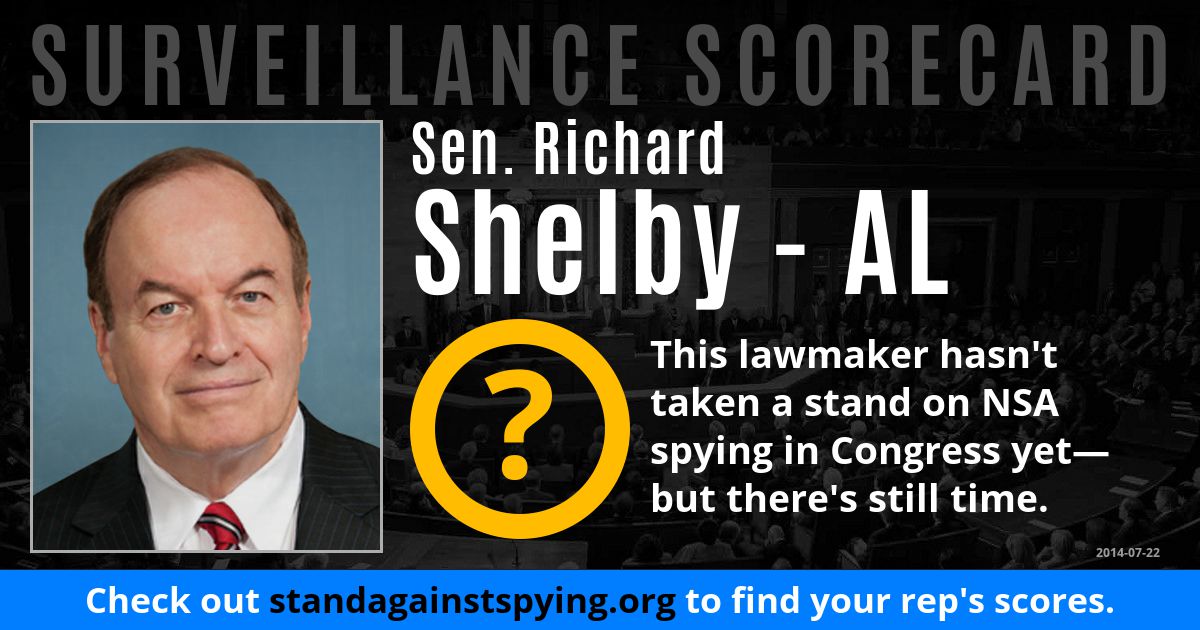 SURVEILLANCE SCORECARD
Sen. Richard
Shelby - AL
?
This lawmaker hasn't
taken a stand on NSA
spying in Congress yet—
but there's still time.
2014-07-22
Check out standagainstspying.org to find your rep's scores.